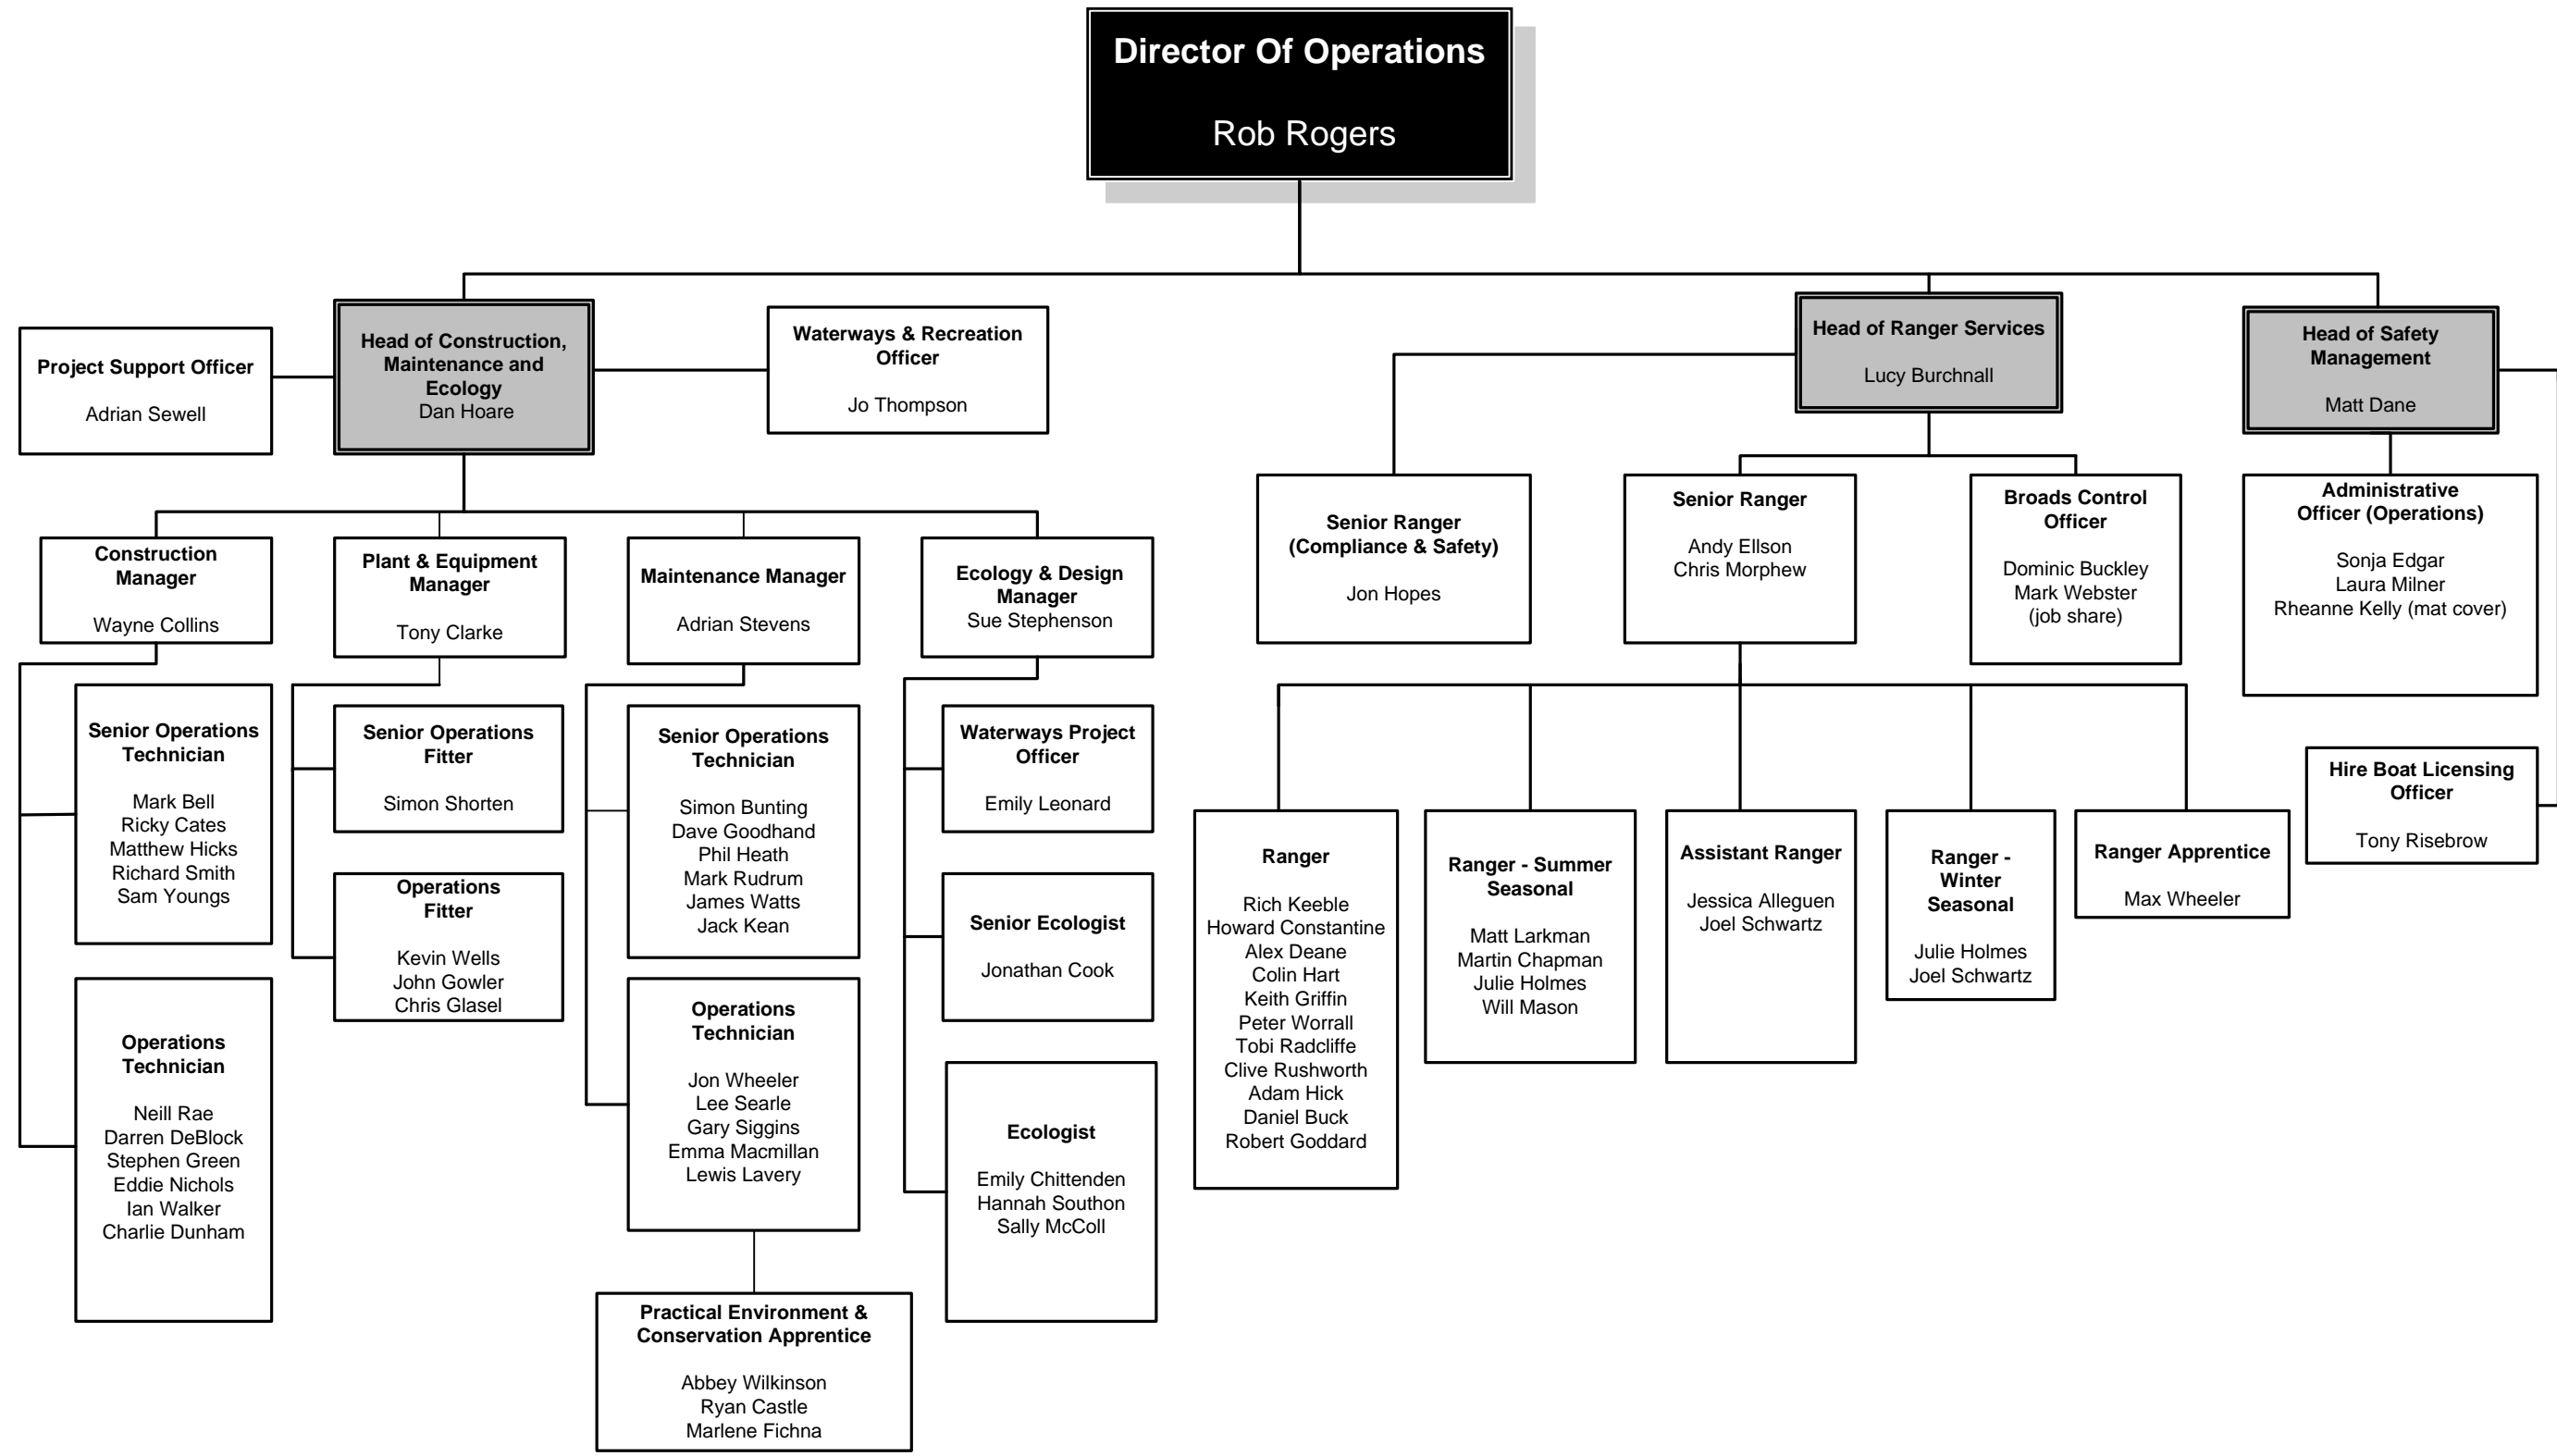 Director Of Operations
Rob Rogers
Project Support Officer
Adrian Sewell
Head of Construction,
Maintenance and
Ecology
Dan Hoare
Waterways & Recreation
Officer
Jo Thompson
Head of Ranger Services
Lucy Burchnall
Head of Safety
Management
Matt Dane
Construction
Manager
Wayne Collins
Plant & Equipment
Manager
Tony Clarke
Maintenance Manager
Adrian Stevens
Ecology & Design
Manager
Sue Stephenson
Senior Ranger
(Compliance & Safety)
Jon Hopes
Senior Ranger
Andy Ellson
Chris Morphew
Broads Control
Officer
Dominic Buckley
Mark Webster
(job share)
Administrative
Officer (Operations)
Sonja Edgar
Laura Milner
Rheanne Kelly (mat cover)
Senior Operations
Technician
Mark Bell
Ricky Cates
Matthew Hicks
Richard Smith
Sam Youngs
Senior Operations
Fitter
Simon Shorten
Senior Operations
Technician
Simon Bunting
Dave Goodhand
Phil Heath
Mark Rudrum
James Watts
Jack Kean
Waterways Project
Officer
Emily Leonard
Hire Boat Licensing
Officer
Tony Risebrow
Operations
Fitter
Kevin Wells
John Gowler
Chris Glasel
Senior Ecologist
Jonathan Cook
Ranger
Rich Keeble
Howard Constantine
Alex Deane
Colin Hart
Keith Griffin
Peter Worrall
Tobi Radcliffe
Clive Rushworth
Adam Hick
Daniel Buck
Robert Goddard
Ranger - Summer
Seasonal
Matt Larkman
Martin Chapman
Julie Holmes
Will Mason
Assistant Ranger
Jessica Alleguen
Joel Schwartz
Ranger -
Winter
Seasonal
Julie Holmes
Joel Schwartz
Ranger Apprentice
Max Wheeler
Operations
Technician
Neill Rae
Darren DeBlock
Stephen Green
Eddie Nichols
Ian Walker
Charlie Dunham
Operations
Technician
Jon Wheeler
Lee Searle
Gary Siggins
Emma Macmillan
Lewis Lavery
Ecologist
Emily Chittenden
Hannah Southon
Sally McColl
Practical Environment &
Conservation Apprentice
Abbey Wilkinson
Ryan Castle
Marlene Fichna